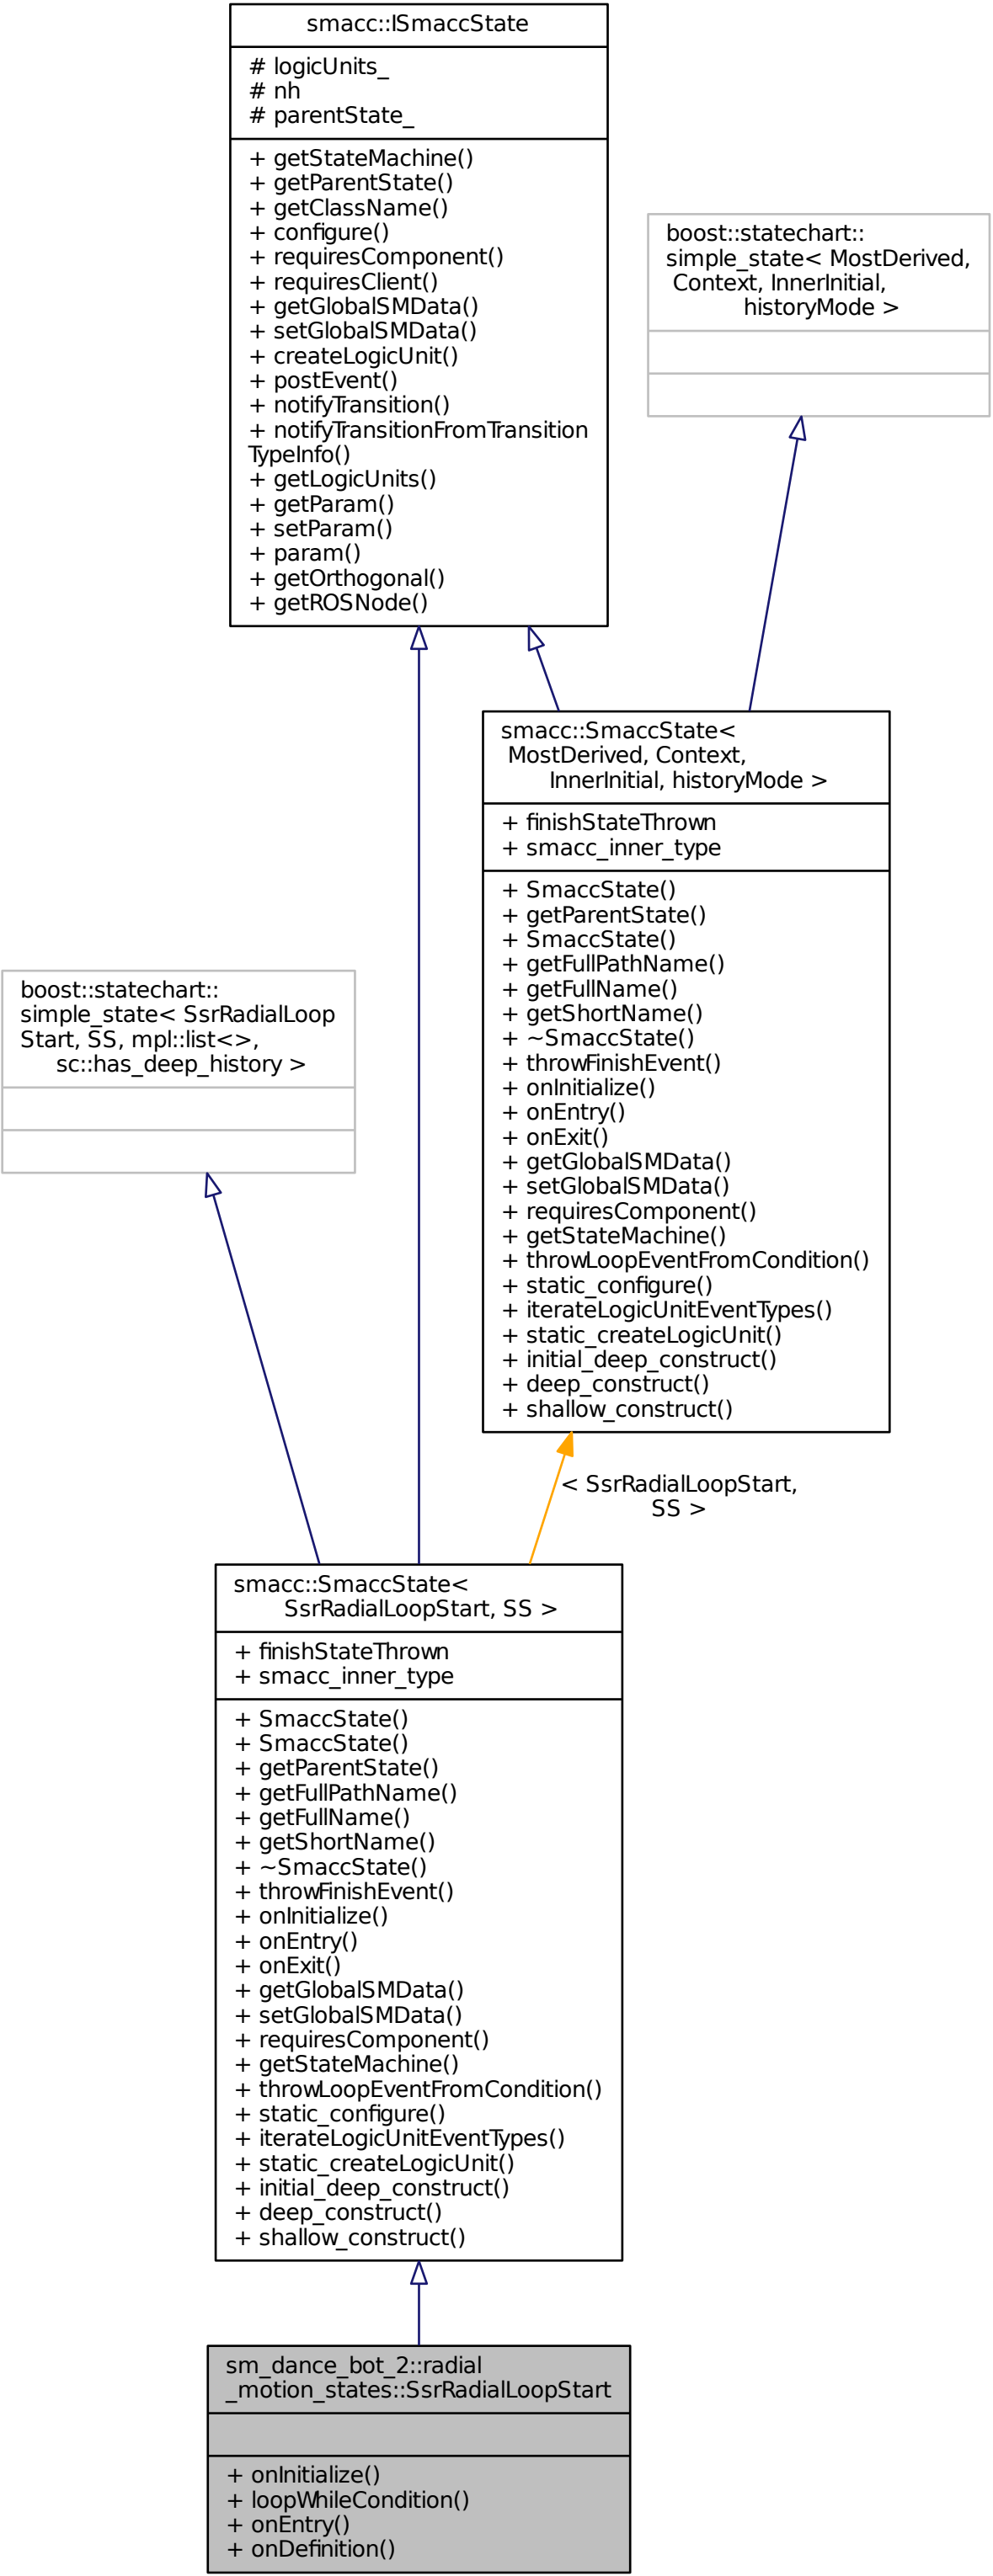 smacc::ISmaccState
# logicUnits_
# nh
# parentState_
+ getStateMachine()
+ getParentState()
+ getClassName()
+ configure()
+ requiresComponent()
+ requiresClient()
+ getGlobalSMData()
+ setGlobalSMData()
+ createLogicUnit()
+ postEvent()
+ notifyTransition()
+ notifyTransitionFromTransition
TypeInfo()
+ getLogicUnits()
+ getParam()
+ setParam()
+ param()
+ getOrthogonal()
+ getROSNode()
boost::statechart::
simple_state< MostDerived,
Context, InnerInitial,
historyMode >
smacc::SmaccState<
MostDerived, Context,
InnerInitial, historyMode >
+ finishStateThrown
+ smacc_inner_type
+ SmaccState()
+ getParentState()
+ SmaccState()
+ getFullPathName()
+ getFullName()
+ getShortName()
+ ~SmaccState()
+ throwFinishEvent()
+ onInitialize()
+ onEntry()
+ onExit()
+ getGlobalSMData()
+ setGlobalSMData()
+ requiresComponent()
+ getStateMachine()
+ throwLoopEventFromCondition()
+ static_configure()
+ iterateLogicUnitEventTypes()
+ static_createLogicUnit()
+ initial_deep_construct()
+ deep_construct()
+ shallow_construct()
boost::statechart::
simple_state< SsrRadialLoop
Start, SS, mpl::list<>,
sc::has_deep_history >
< SsrRadialLoopStart,
SS >
smacc::SmaccState<
SsrRadialLoopStart, SS >
+ finishStateThrown
+ smacc_inner_type
+ SmaccState()
+ SmaccState()
+ getParentState()
+ getFullPathName()
+ getFullName()
+ getShortName()
+ ~SmaccState()
+ throwFinishEvent()
+ onInitialize()
+ onEntry()
+ onExit()
+ getGlobalSMData()
+ setGlobalSMData()
+ requiresComponent()
+ getStateMachine()
+ throwLoopEventFromCondition()
+ static_configure()
+ iterateLogicUnitEventTypes()
+ static_createLogicUnit()
+ initial_deep_construct()
+ deep_construct()
+ shallow_construct()
sm_dance_bot_2::radial
_motion_states::SsrRadialLoopStart
+ onInitialize()
+ loopWhileCondition()
+ onEntry()
+ onDefinition()